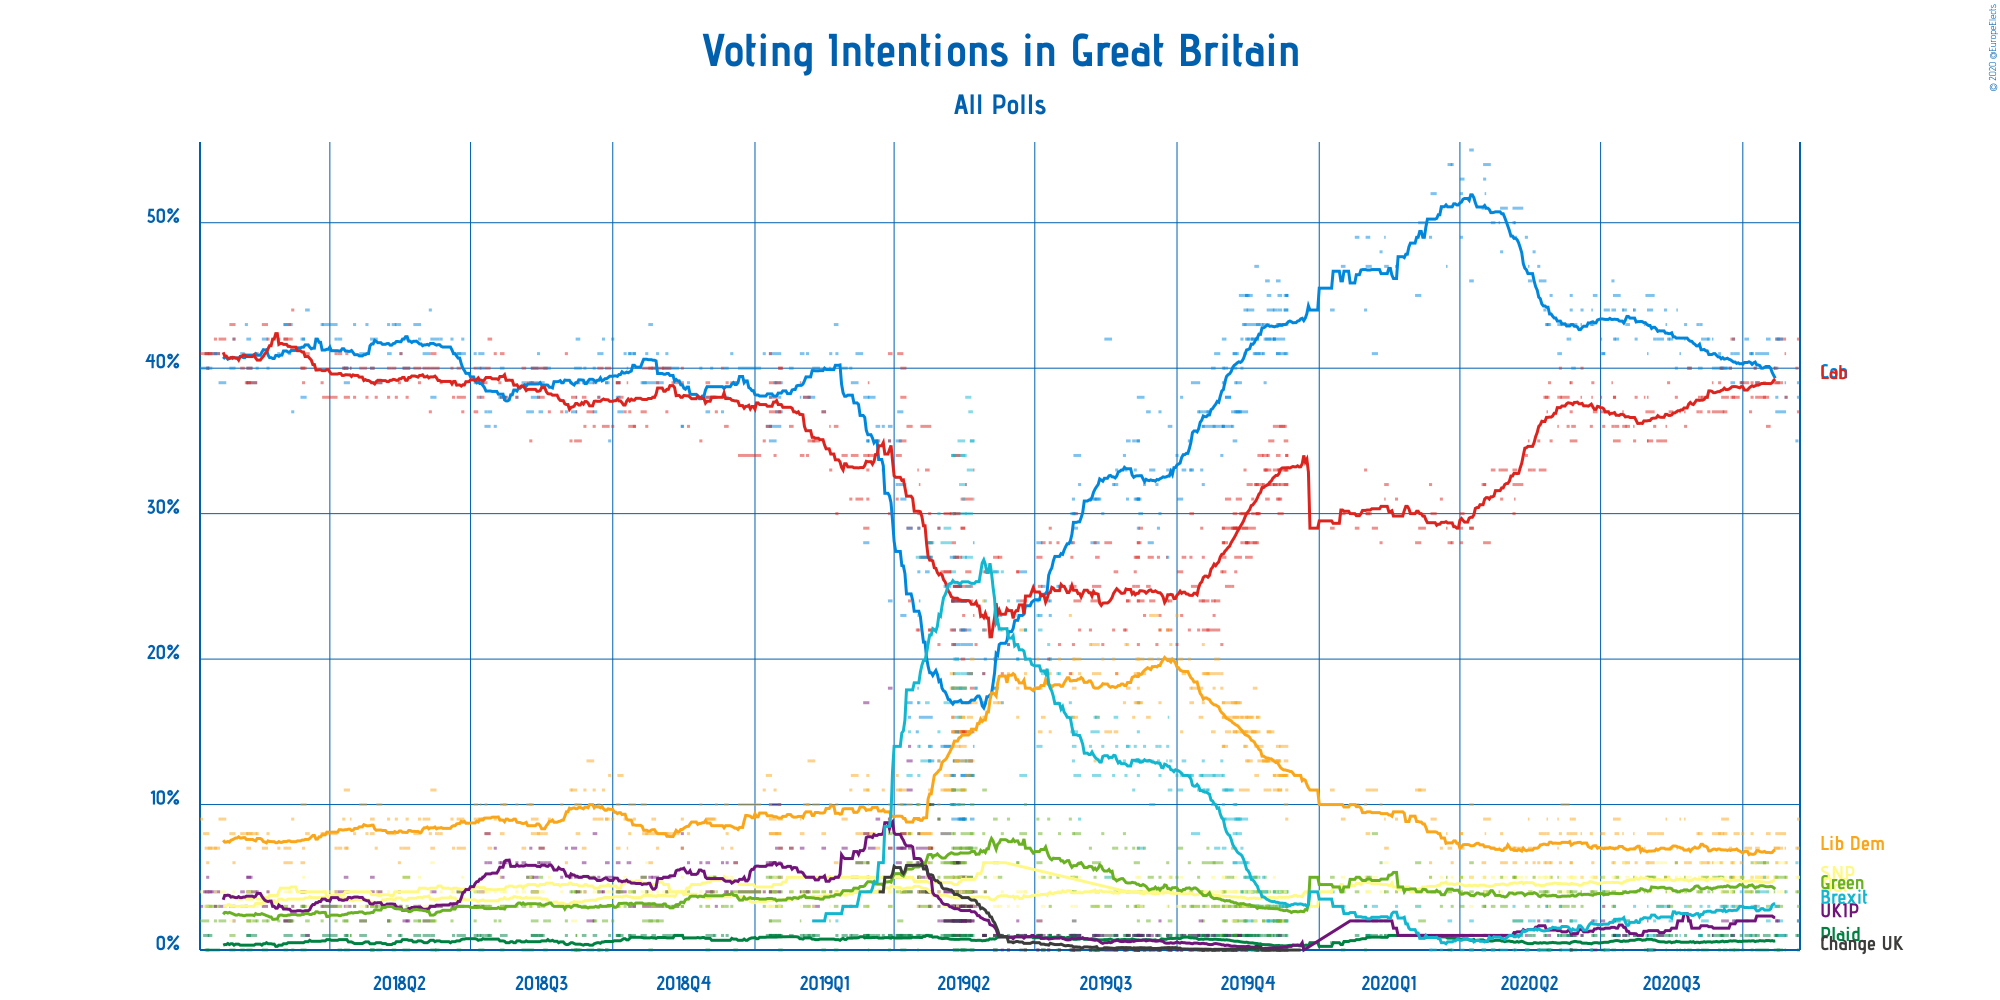 Voting Intentions in Great Britain
All Polls
© 2020 @EuropeElects
50%
40%
30%
20%
10%
0%
Lab
Lib Dem
SNP
Green
Brexit
UKIP
Plaid
Change UK
2018Q2
2018Q3
2018Q4
2019Q1
2019Q2
2019Q3
2019Q4
2020Q1
2020Q2
2020Q3